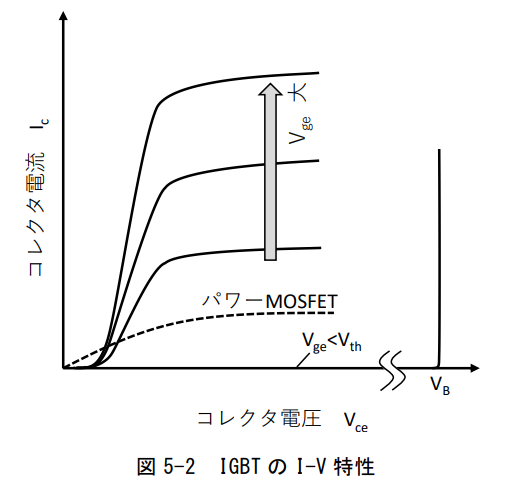 コレクタ電流 Ic
Vge 大
パワーMOSFET
Vge<Vth
VB
コレクタ電圧 Vce
図 5-2 IGBT の I-V 特性